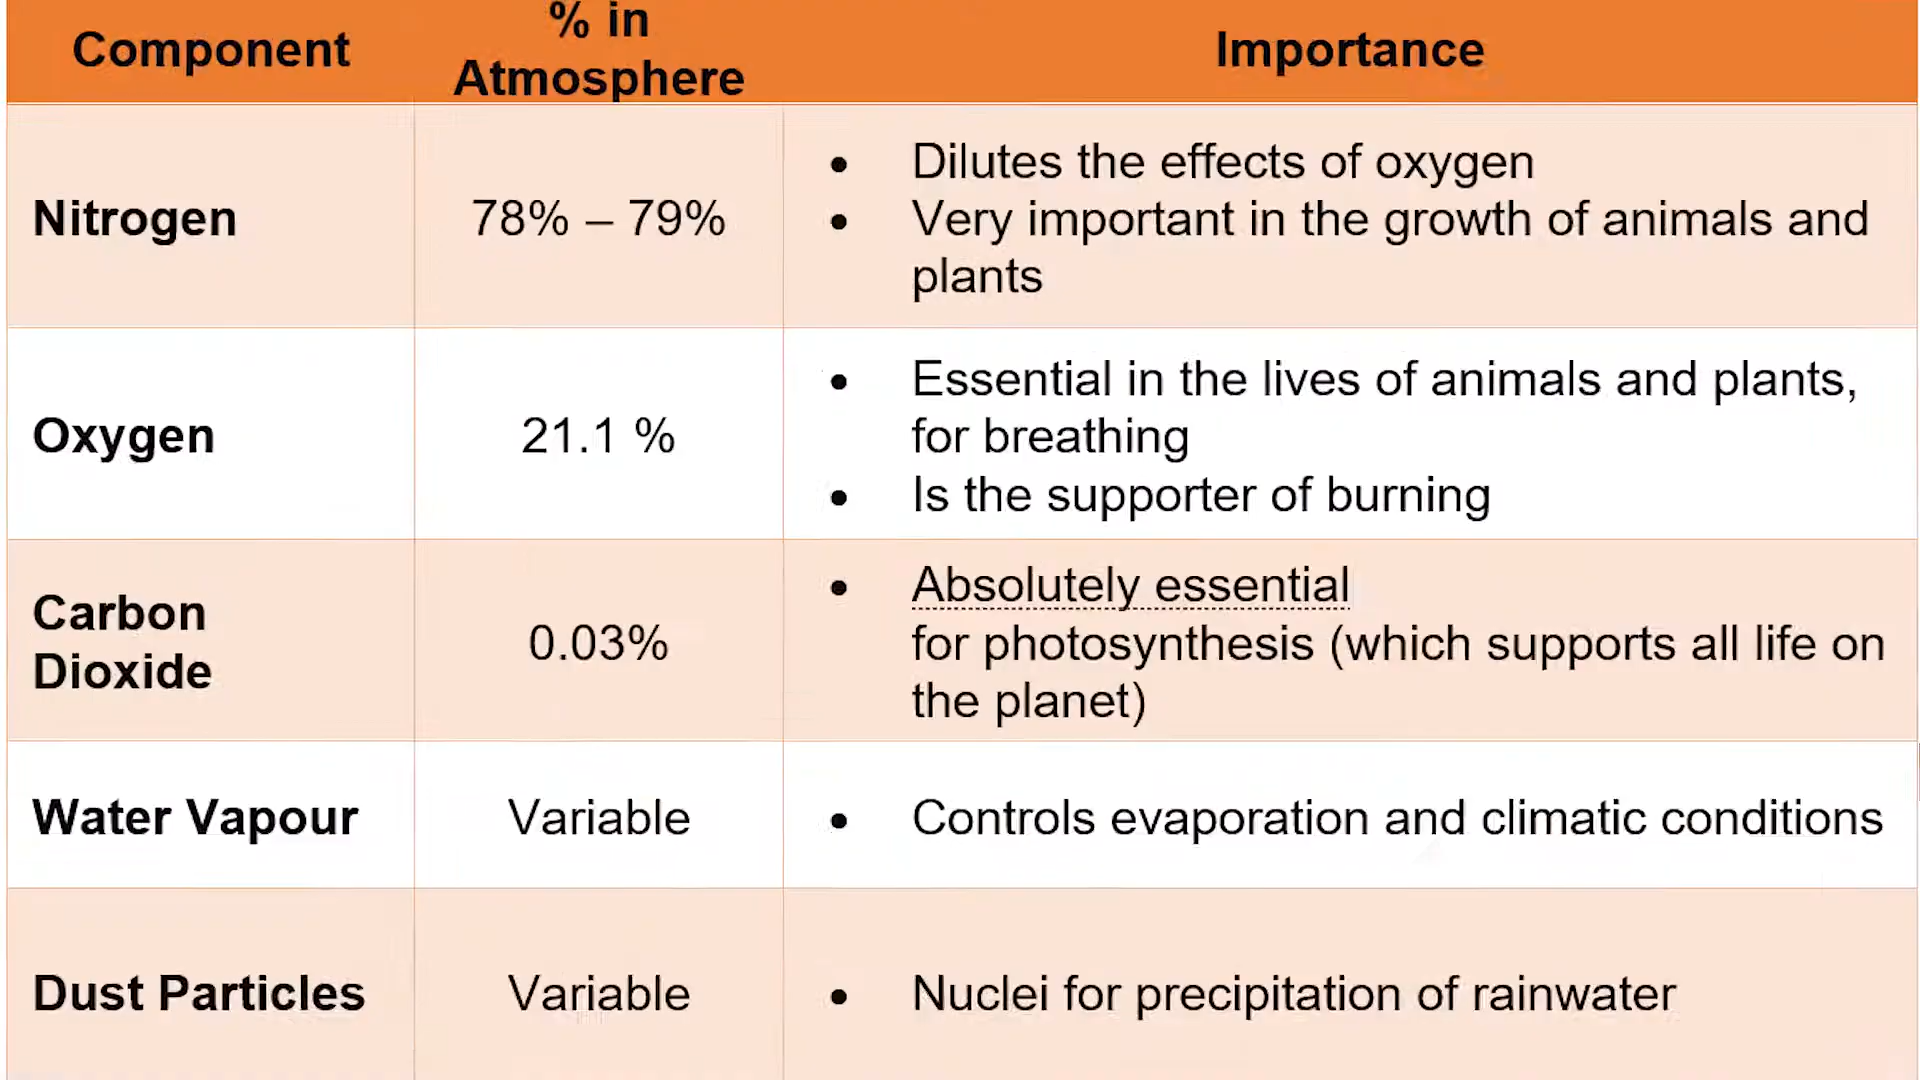 Component
% in
Atmosphere
Importance
Nitrogen
78% – 79%
• Dilutes the effects of oxygen
• Very important in the growth of animals and
plants
Oxygen
21.1 %
• Essential in the lives of animals and plants,
for breathing
• Is the supporter of burning
Carbon
Dioxide
0.03%
• Absolutely essential
for photosynthesis (which supports all life on
the planet)
Water Vapour
Variable
• Controls evaporation and climatic conditions
Dust Particles
Variable
• Nuclei for precipitation of rainwater